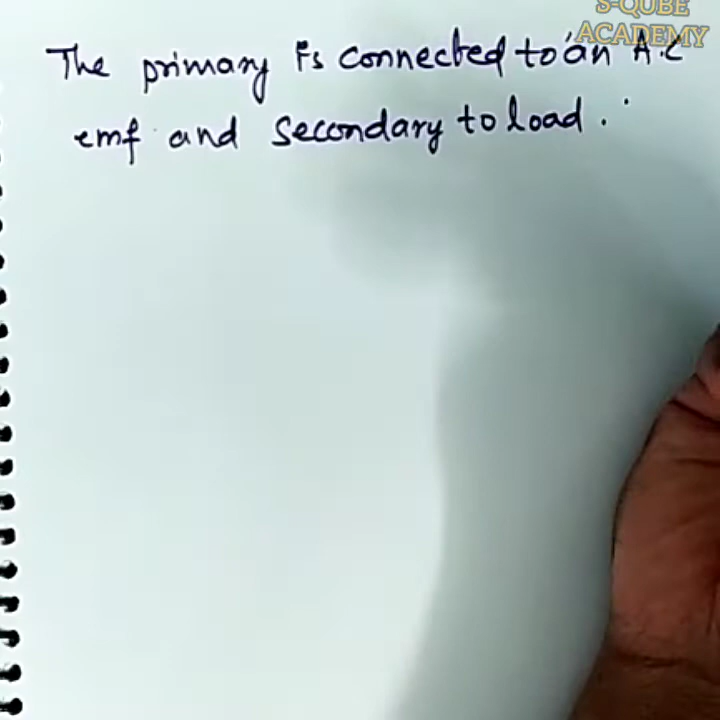 S-QUBE
ACADEMY
The primary is connected to an A.C
emf and secondary to load.